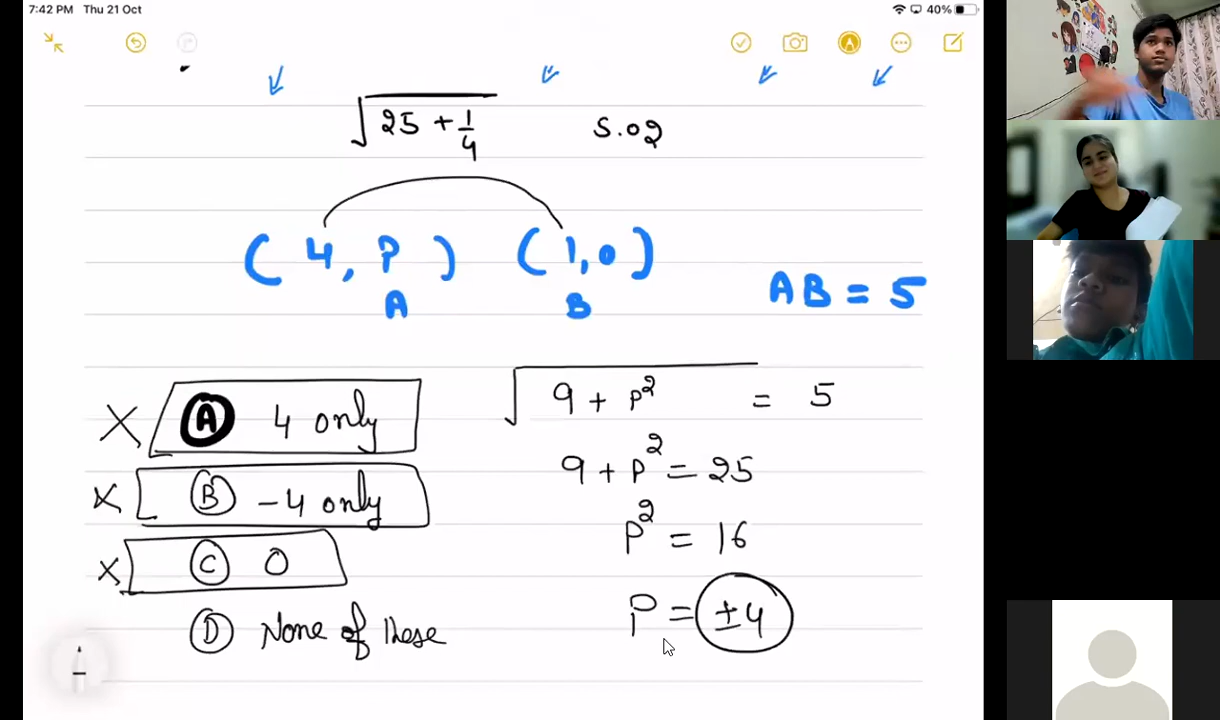 7:42 PM Thu 21 Oct 40%
√25 + 1/4 5.02
( 4, P ) ( 1, 0 )
A B AB = 5
× (A) 4 only
× (B) -4 only
× (C) 0
(D) None of these
√9 + P² = 5
9 + P² = 25
P² = 16
P = ±4